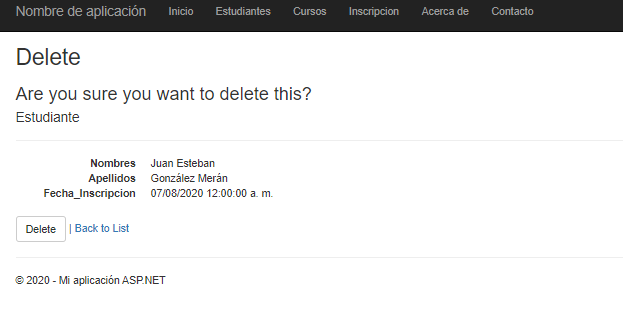 Nombre de aplicación Inicio Estudiantes Cursos Inscripcion Acerca de Contacto
Delete
Are you sure you want to delete this?
Estudiante
Nombres Juan Esteban
Apellidos González Merán
Fecha_Inscripcion 07/08/2020 12:00:00 a. m.
Delete | Back to List
© 2020 - Mi aplicación ASP.NET